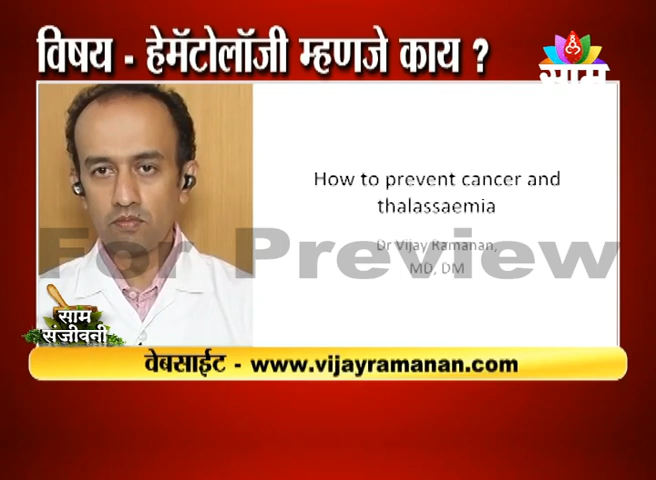 विषय - हेमॅटोलॉजी म्हणजे काय ?
साम
How to prevent cancer and
thalassaemia
Dr Vijay Ramanan,
MD, DM
For Preview
साम
संजीवनी
वेबसाईट - www.vijayramanan.com